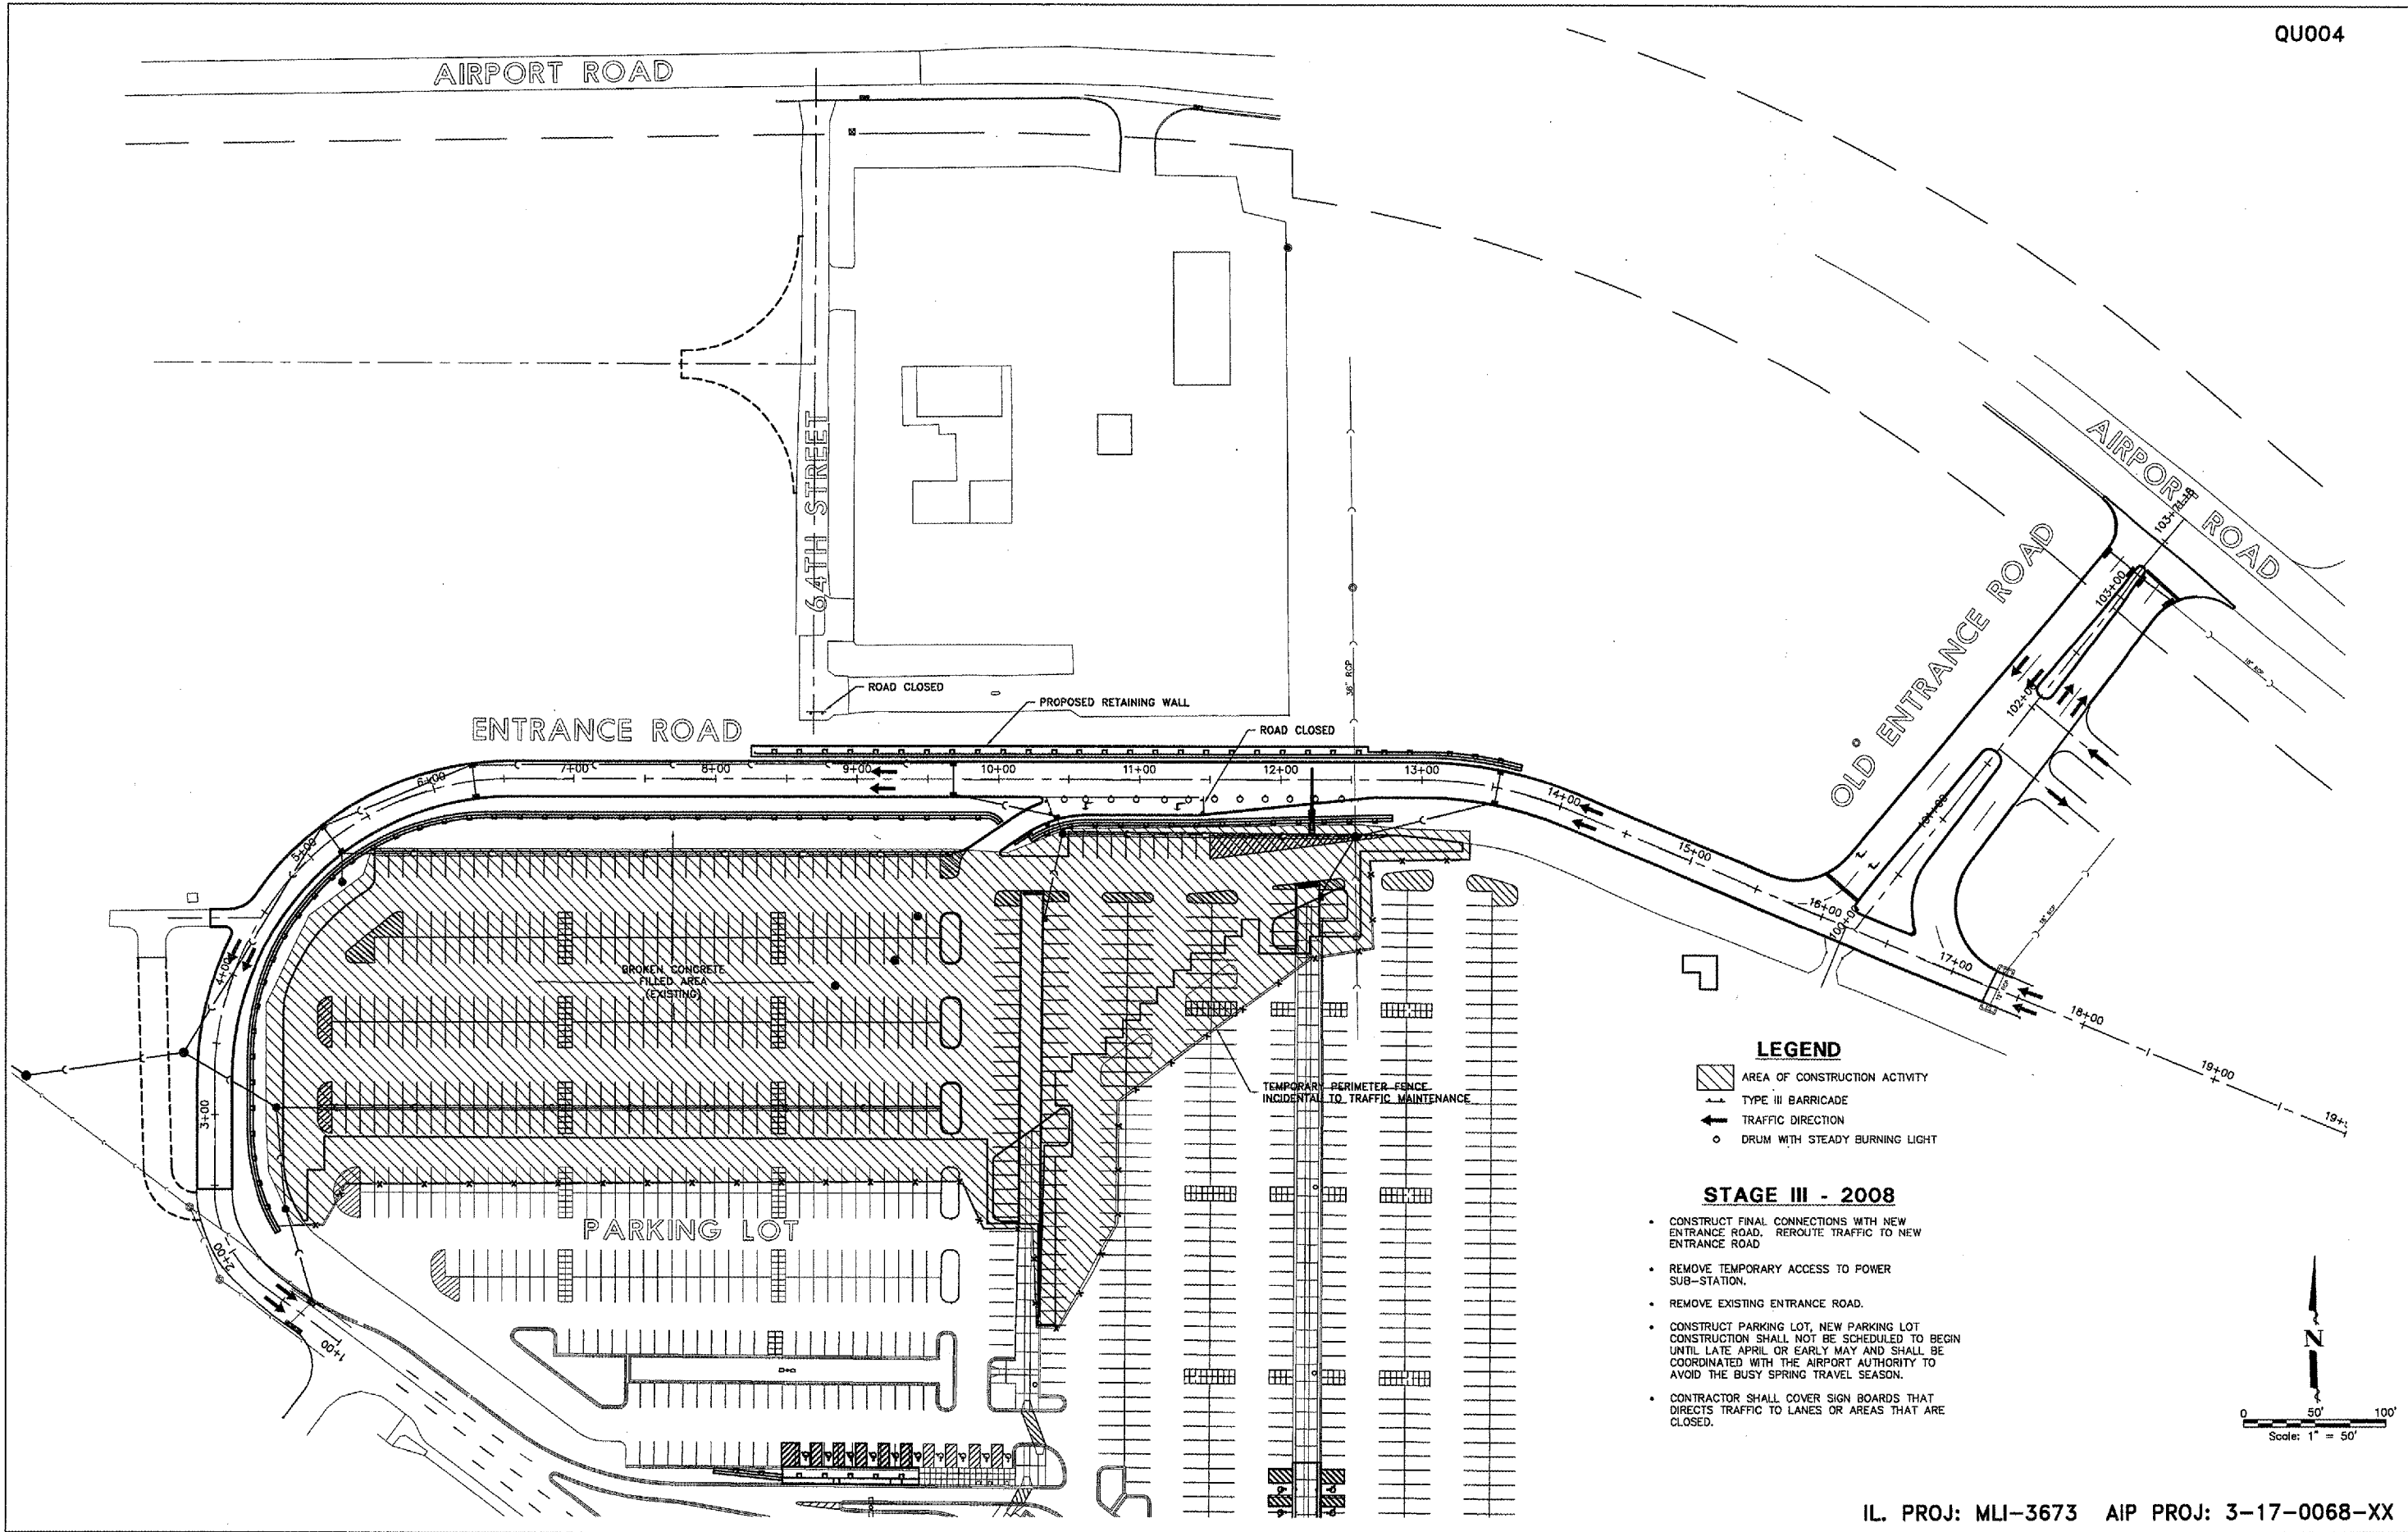 QU004
AIRPORT ROAD
64TH STREET
36" RCP
AIRPORT ROAD
OLD ENTRANCE ROAD
103+00
102+00
101+00
100+00
ROAD CLOSED
PROPOSED RETAINING WALL
ROAD CLOSED
ENTRANCE ROAD
6+00
7+00
8+00
9+00
10+00
11+00
12+00
13+00
14+00
15+00
16+00
17+00
18+00
19+00
5+00
4+00
3+00
2+00
1+00
BROKEN CONCRETE
FILLED AREA
(EXISTING)
TEMPORARY PERIMETER FENCE
INCIDENTAL TO TRAFFIC MAINTENANCE
PARKING LOT
LEGEND
AREA OF CONSTRUCTION ACTIVITY
TYPE III BARRICADE
TRAFFIC DIRECTION
DRUM WITH STEADY BURNING LIGHT
STAGE III - 2008
• CONSTRUCT FINAL CONNECTIONS WITH NEW
ENTRANCE ROAD. REROUTE TRAFFIC TO NEW
ENTRANCE ROAD
• REMOVE TEMPORARY ACCESS TO POWER
SUB-STATION.
• REMOVE EXISTING ENTRANCE ROAD.
• CONSTRUCT PARKING LOT, NEW PARKING LOT
CONSTRUCTION SHALL NOT BE SCHEDULED TO BEGIN
UNTIL LATE APRIL OR EARLY MAY AND SHALL BE
COORDINATED WITH THE AIRPORT AUTHORITY TO
AVOID THE BUSY SPRING TRAVEL SEASON.
• CONTRACTOR SHALL COVER SIGN BOARDS THAT
DIRECTS TRAFFIC TO LANES OR AREAS THAT ARE
CLOSED.
N
0 50' 100'
Scale: 1" = 50'
IL. PROJ: MLI-3673 AIP PROJ: 3-17-0068-XX